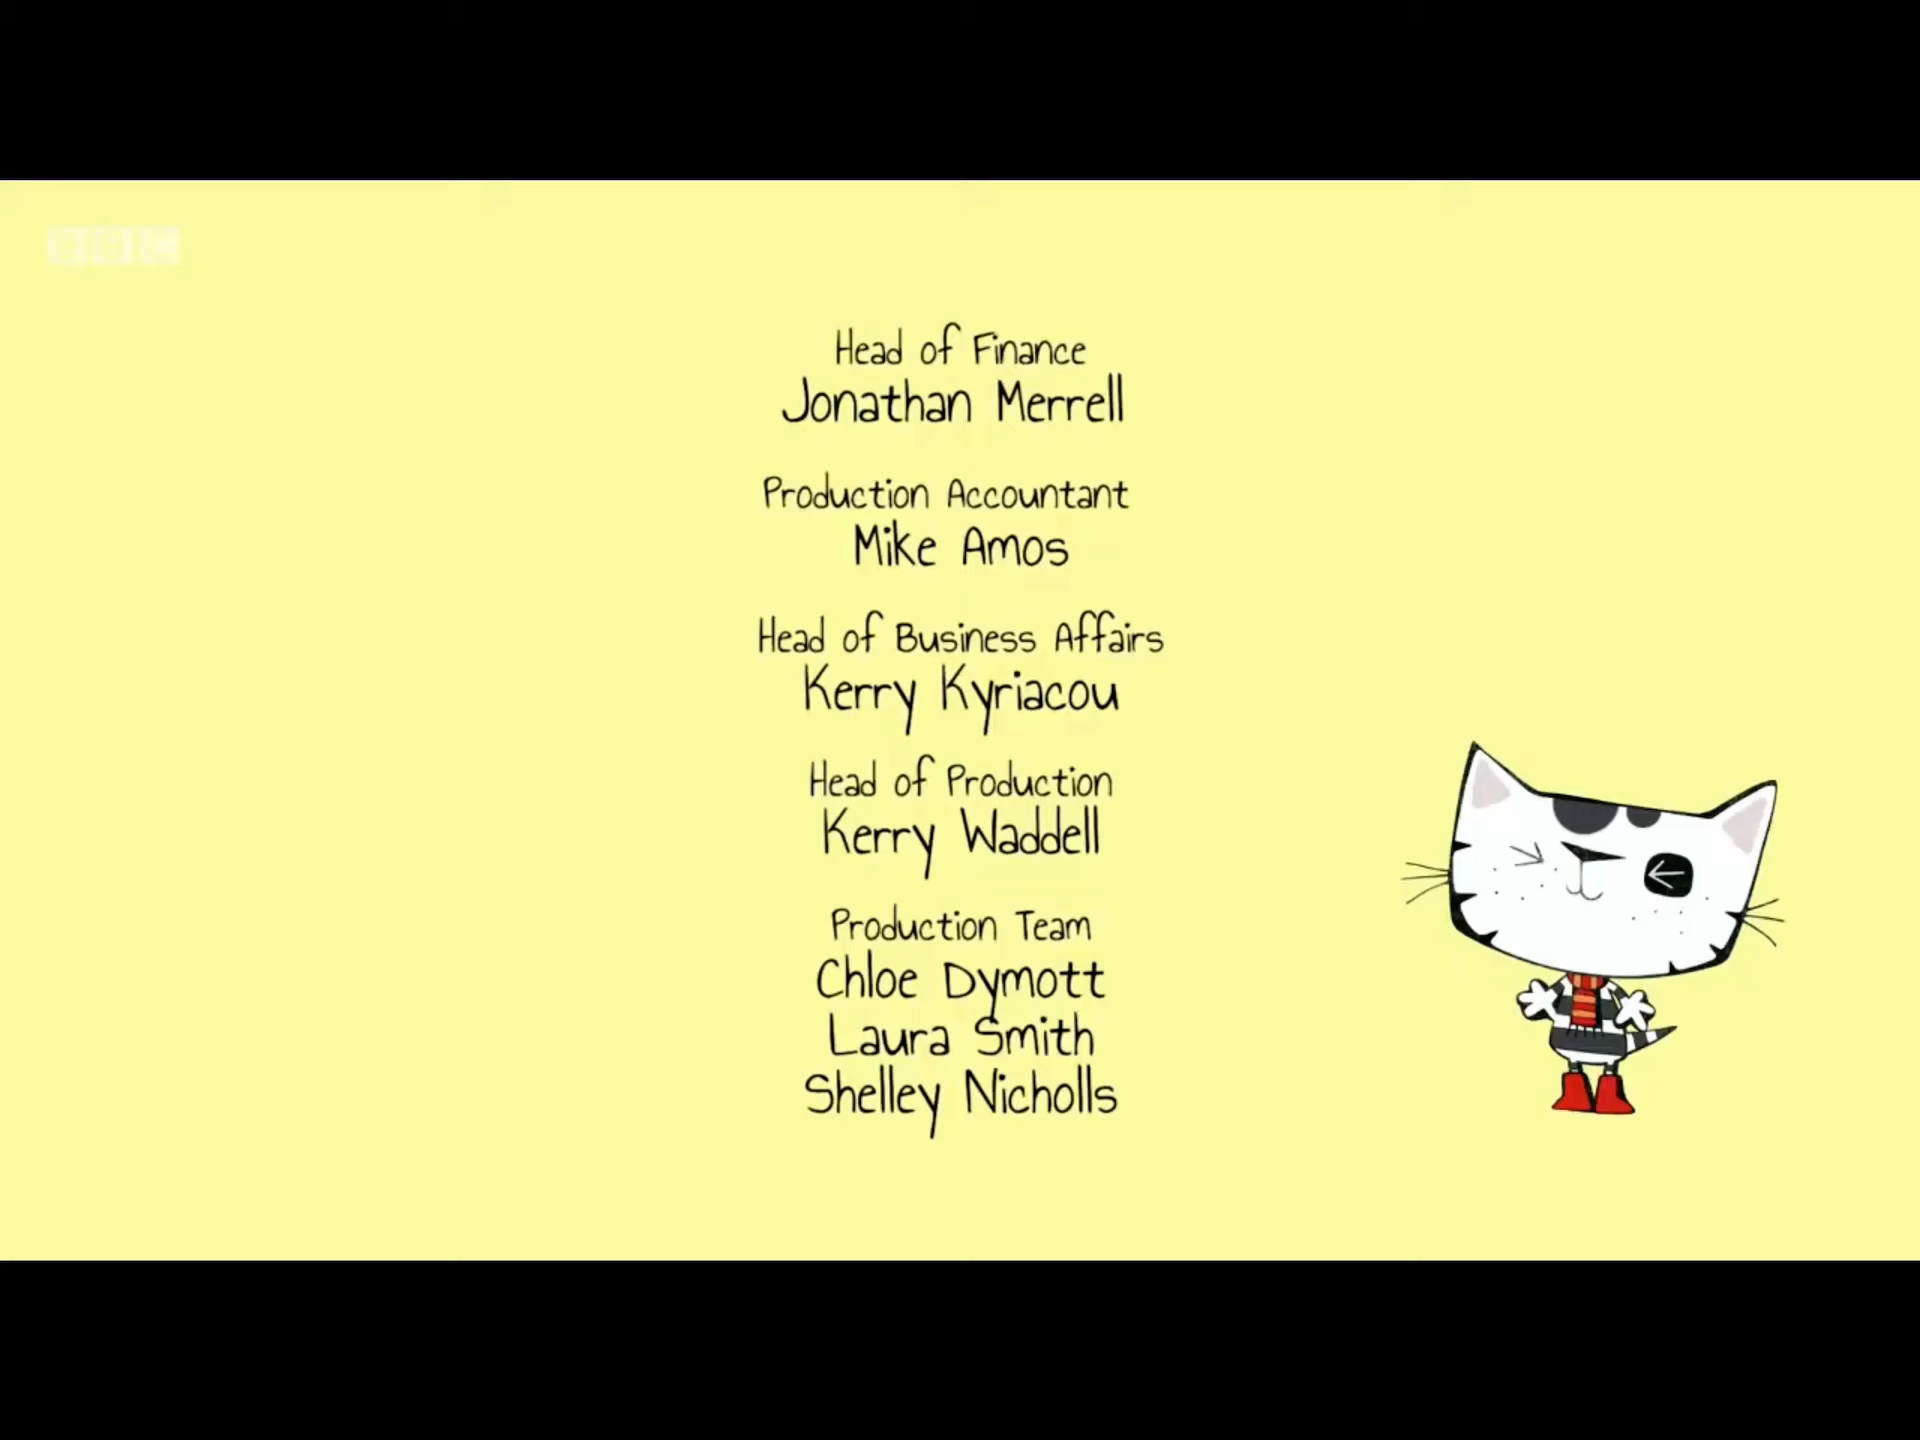 BBC
Head of Finance
Jonathan Merrell
Production Accountant
Mike Amos
Head of Business Affairs
Kerry Kyriacou
Head of Production
Kerry Waddell
Production Team
Chloe Dymott
Laura Smith
Shelley Nicholls